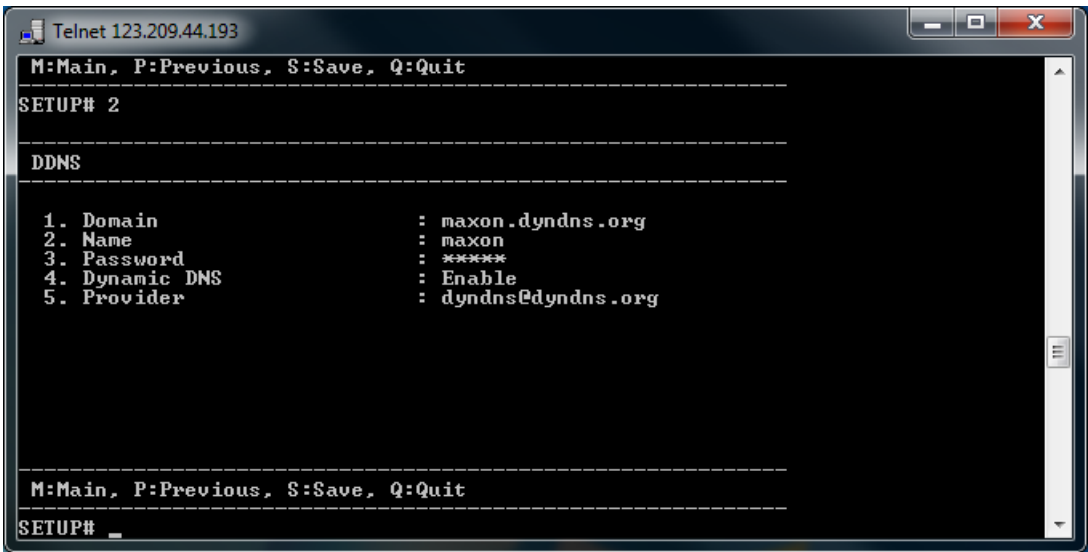 Telnet 123.209.44.193
M:Main, P:Previous, S:Save, Q:Quit
SETUP# 2
DDNS
1. Domain : maxon.dyndns.org
2. Name : maxon
3. Password : *****
4. Dynamic DNS : Enable
5. Provider : dyndns@dyndns.org
M:Main, P:Previous, S:Save, Q:Quit
SETUP# _